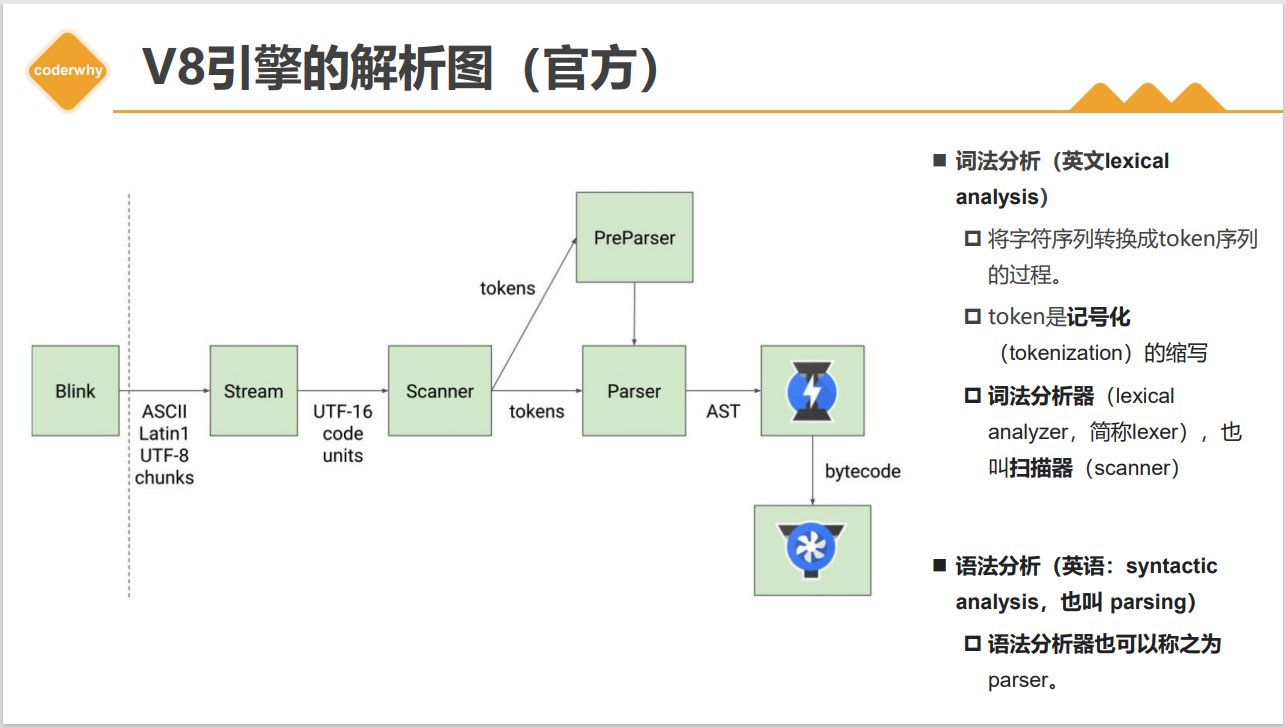 coderwhy
V8引擎的解析图（官方）
PreParser
tokens
Blink
Stream
Scanner
Parser
ASCII
Latin1
UTF-8
chunks
UTF-16
code
units
tokens
AST
bytecode
词法分析（英文lexical
analysis）
将字符序列转换成token序列
的过程。
token是记号化
（tokenization）的缩写
词法分析器（lexical
analyzer，简称lexer），也
叫扫描器（scanner）
语法分析（英语：syntactic
analysis，也叫 parsing）
语法分析器也可以称之为
parser。